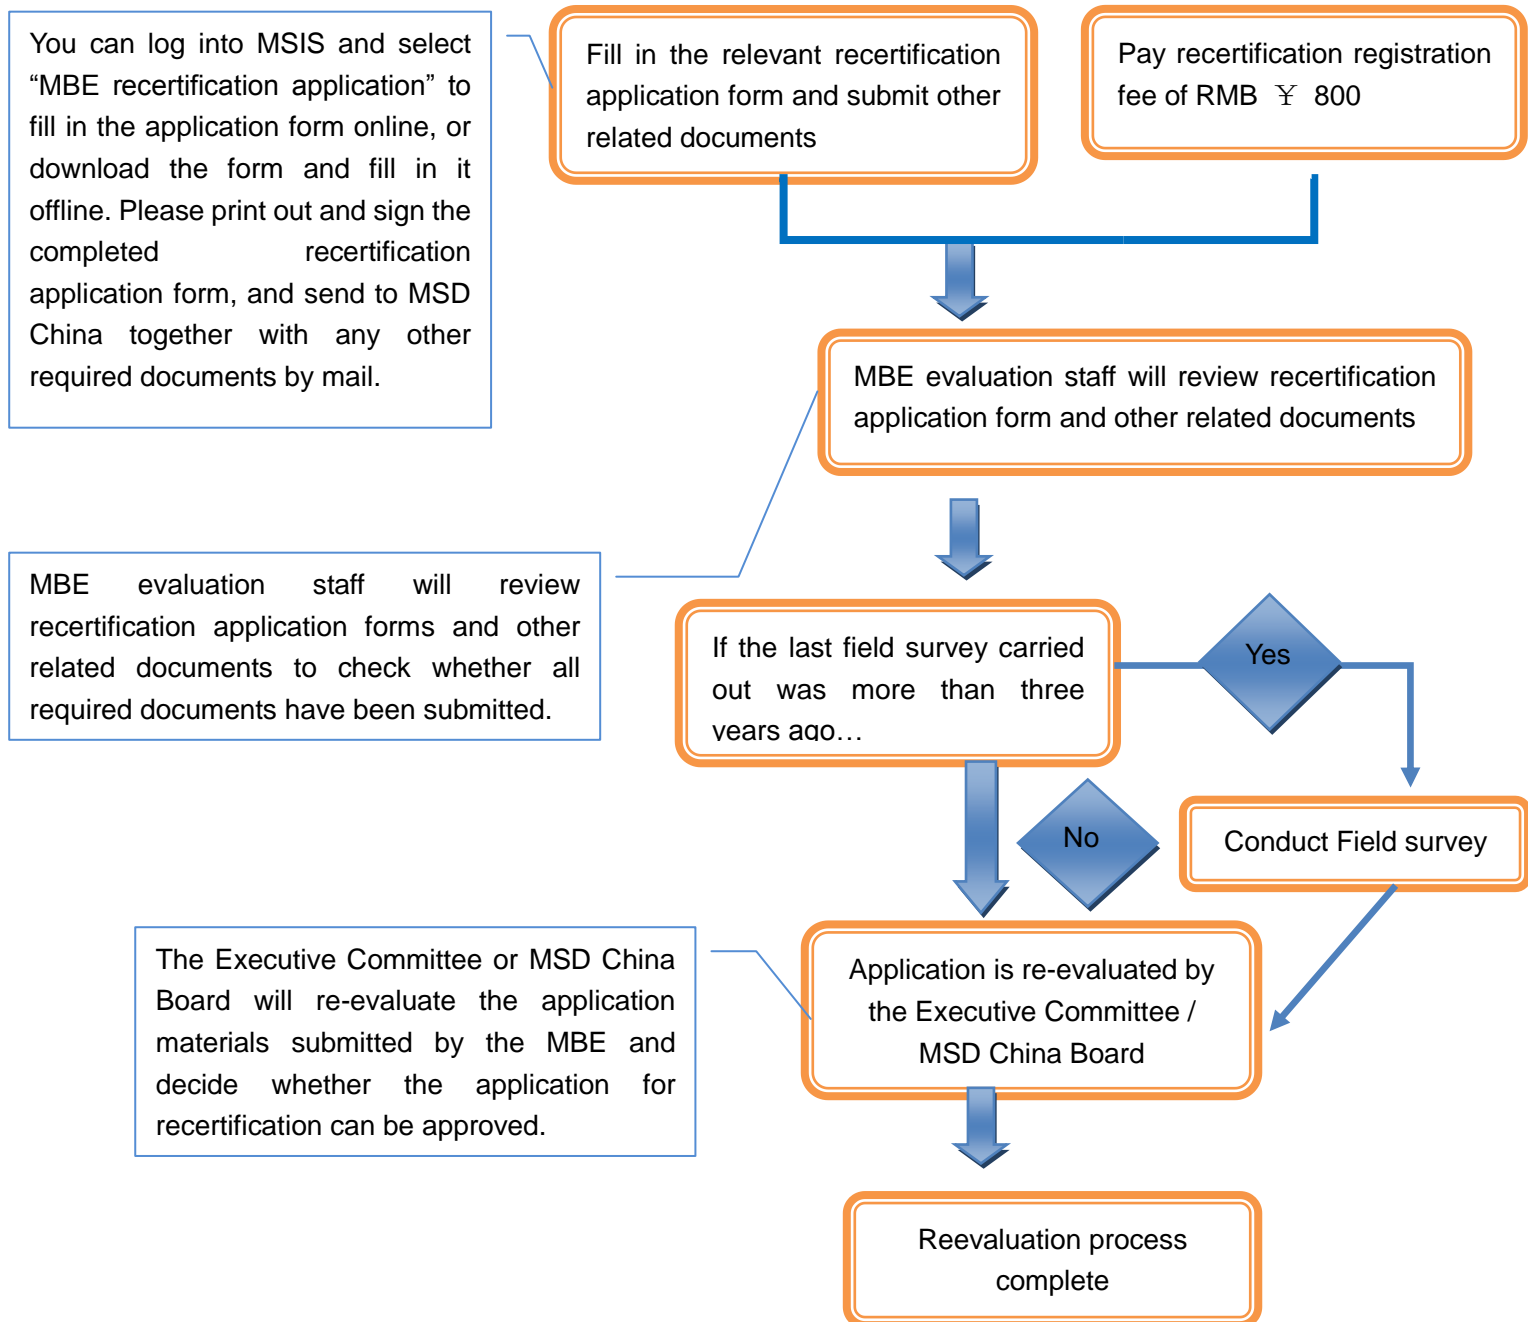 You can log into MSIS and select
“MBE recertification application” to
fill in the application form online, or
download the form and fill in it
offline. Please print out and sign the
completed recertification
application form, and send to MSD
China together with any other
required documents by mail.
Fill in the relevant recertification
application form and submit other
related documents
Pay recertification registration
fee of RMB ¥ 800
MBE evaluation staff will review recertification
application form and other related documents
MBE evaluation staff will review
recertification application forms and other
related documents to check whether all
required documents have been submitted.
If the last field survey carried
out was more than three
years ago…
Yes
No
Conduct Field survey
The Executive Committee or MSD China
Board will re-evaluate the application
materials submitted by the MBE and
decide whether the application for
recertification can be approved.
Application is re-evaluated by
the Executive Committee /
MSD China Board
Reevaluation process
complete